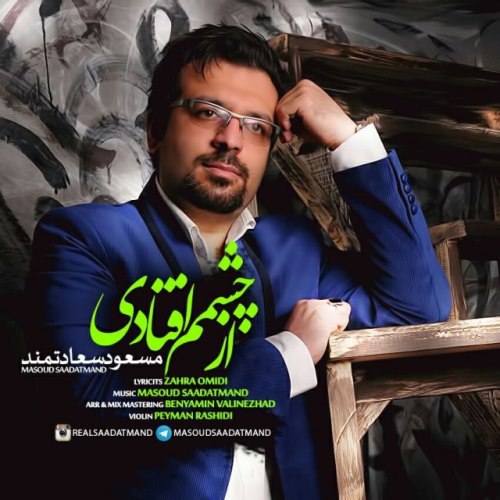 از چشمم افتادی
مسعود سعادتمند
MASOUD SAADATMAND
LYRICITS ZAHRA OMIDI
MUSIC MASOUD SAADATMAND
ARR & MIX MASTERING BENYAMIN VALINEZHAD
VIOLIN PEYMAN RASHIDI
REALSAADATMAND MASOUDSAADATMAND